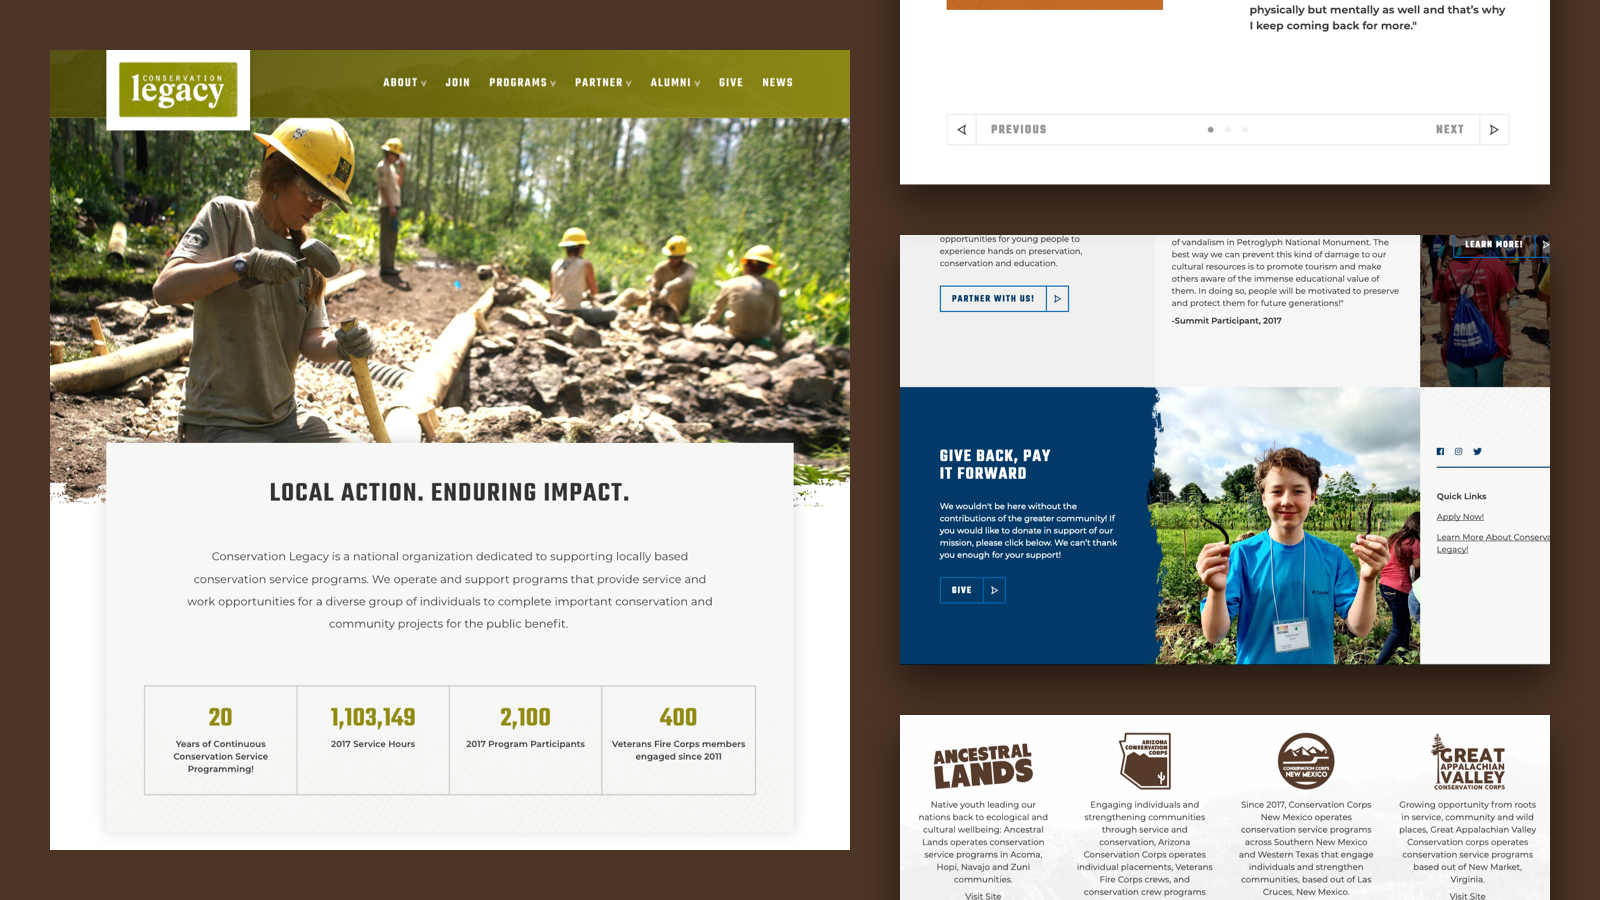 CONSERVATION
legacy
ABOUT
JOIN
PROGRAMS
PARTNER
ALUMNI
GIVE
NEWS
LOCAL ACTION. ENDURING IMPACT.
Conservation Legacy is a national organization dedicated to supporting locally based
conservation service programs. We operate and support programs that provide service and
work opportunities for a diverse group of individuals to complete important conservation and
community projects for the public benefit.
20
Years of Continuous
Conservation Service
Programming!
1,103,149
2017 Service Hours
2,100
2017 Program Participants
400
Veterans Fire Corps members
engaged since 2011
physically but mentally as well and that's why
I keep coming back for more."
PREVIOUS
NEXT
opportunities for young people to
experience hands on preservation,
conservation and education.
PARTNER WITH US!
of vandalism in Petroglyph National Monument. The
best way we can prevent this kind of damage to our
cultural resources is to promote tourism and make
others aware of the immense educational value of
them. In doing so, people will be motivated to preserve
and protect them for future generations!"
-Summit Participant, 2017
LEARN MORE!
GIVE BACK, PAY
IT FORWARD
We wouldn't be here without the
contributions of the greater community! If
you would like to donate in support of our
mission, please click below. We can't thank
you enough for your support!
GIVE
Quick Links
Apply Now!
Learn More About Conserva
Legacy!
ANCESTRAL
LANDS
Native youth leading our
nations back to ecological and
cultural wellbeing: Ancestral
Lands operates conservation
service programs in Acoma,
Hopi, Navajo and Zuni
communities.
Visit Site
ARIZONA
CONSERVATION
CORPS
Engaging individuals and
strengthening communities
through service and
conservation, Arizona
Conservation Corps operates
individual placements, Veterans
Fire Corps crews, and
conservation crew programs
CONSERVATION CORPS
NEW MEXICO
Since 2017, Conservation Corps
New Mexico operates
conservation service programs
across Southern New Mexico
and Western Texas that engage
individuals and strengthen
communities, based out of Las
Cruces, New Mexico.
GREAT
APPALACHIAN
VALLEY
CONSERVATION CORPS
Growing opportunity from roots
in service, community and wild
places, Great Appalachian Valley
Conservation corps operates
conservation service programs
based out of New Market,
Virginia.
Visit Site